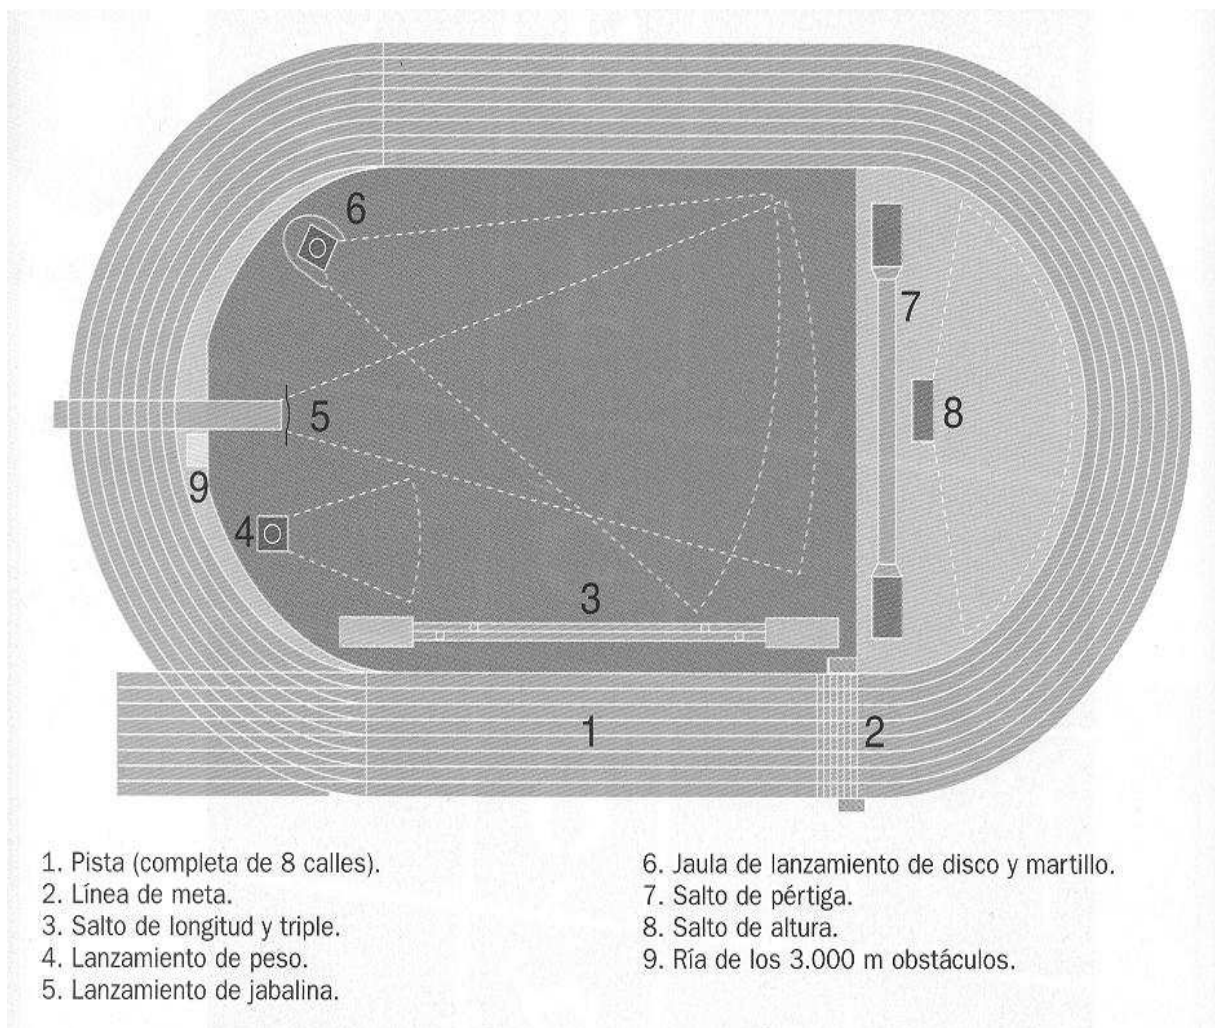 6
7
5
8
9
4
3
1
2
1. Pista (completa de 8 calles).
2. Línea de meta.
3. Salto de longitud y triple.
4. Lanzamiento de peso.
5. Lanzamiento de jabalina.
6. Jaula de lanzamiento de disco y martillo.
7. Salto de pértiga.
8. Salto de altura.
9. Ría de los 3.000 m obstáculos.